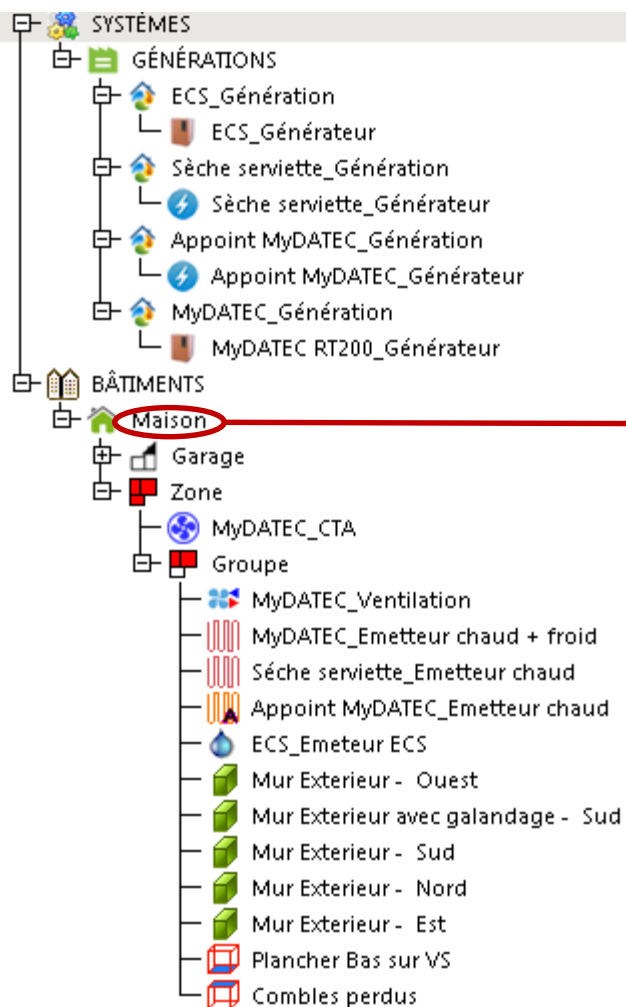 SYSTÈMES
GÉNÉRATIONS
ECS_Génération
ECS_Générateur
Sèche serviette_Génération
Sèche serviette_Générateur
Appoint MyDATEC_Génération
Appoint MyDATEC_Générateur
MyDATEC_Génération
MyDATEC RT200_Générateur
BÂTIMENTS
Maison
Garage
Zone
MyDATEC_CTA
Groupe
MyDATEC_Ventilation
MyDATEC_Emetteur chaud + froid
Séche serviette_Emetteur chaud
Appoint MyDATEC_Emetteur chaud
ECS_Emeteur ECS
Mur Exterieur - Ouest
Mur Exterieur avec galandage - Sud
Mur Exterieur - Sud
Mur Exterieur - Nord
Mur Exterieur - Est
Plancher Bas sur VS
Combles perdus